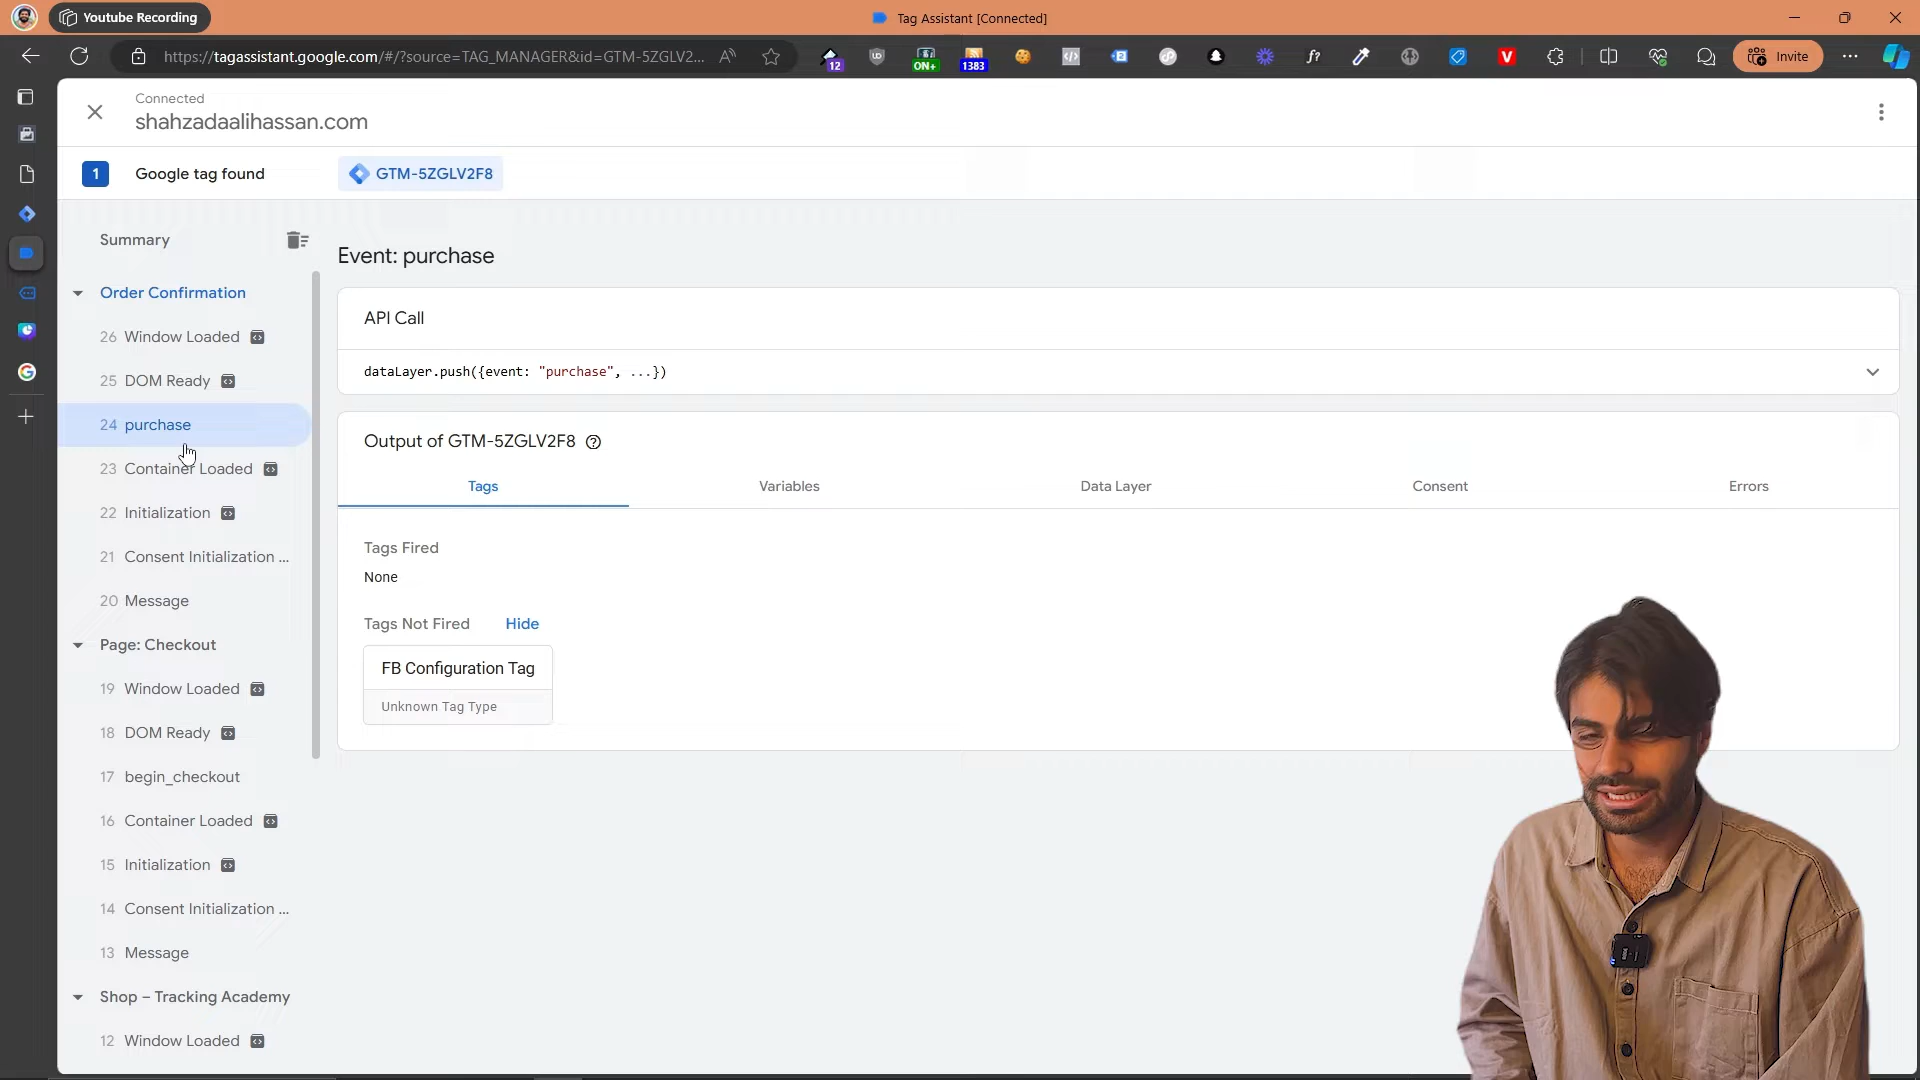 Youtube Recording
Tag Assistant [Connected]
https://tagassistant.google.com/#/?source=TAG_MANAGER&id=GTM-5ZGLV2...
12
UD
ON+
1383
f?
V
Invite
Connected
shahzadaalihassan.com
1
Google tag found
GTM-5ZGLV2F8
Summary
Order Confirmation
26 Window Loaded
25 DOM Ready
24 purchase
23 Container Loaded
22 Initialization
21 Consent Initialization ...
20 Message
Page: Checkout
19 Window Loaded
18 DOM Ready
17 begin_checkout
16 Container Loaded
15 Initialization
14 Consent Initialization ...
13 Message
Shop – Tracking Academy
12 Window Loaded
Event: purchase
API Call
dataLayer.push({event: "purchase", ...})
Output of GTM-5ZGLV2F8
Tags
Variables
Data Layer
Consent
Errors
Tags Fired
None
Tags Not Fired
Hide
FB Configuration Tag
Unknown Tag Type